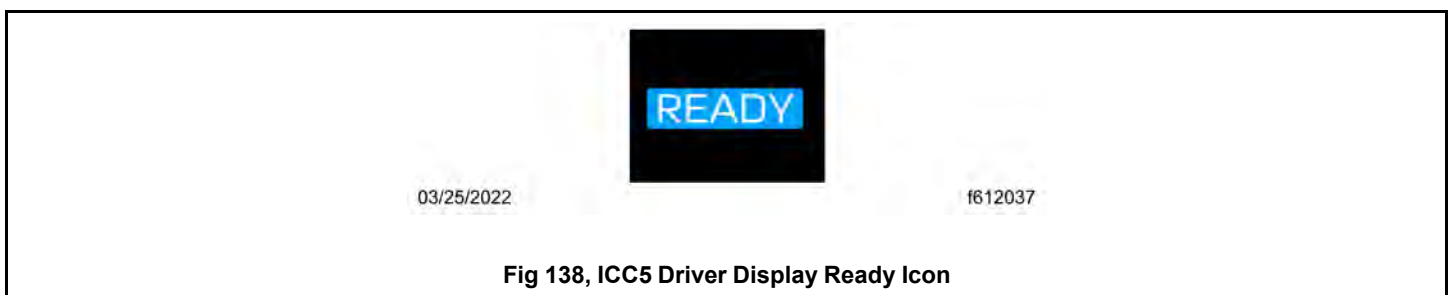 READY
03/25/2022 f612037
Fig 138, ICC5 Driver Display Ready Icon